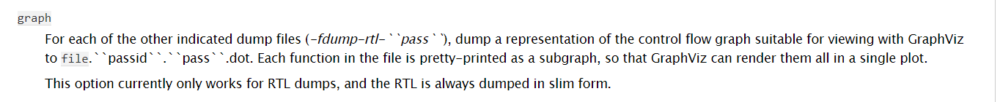 graph
For each of the other indicated dump files (-fdump-rtl-``pass``), dump a representation of the control flow graph suitable for viewing with GraphViz
to file.``passid``.``pass``.dot. Each function in the file is pretty-printed as a subgraph, so that GraphViz can render them all in a single plot.
This option currently only works for RTL dumps, and the RTL is always dumped in slim form.